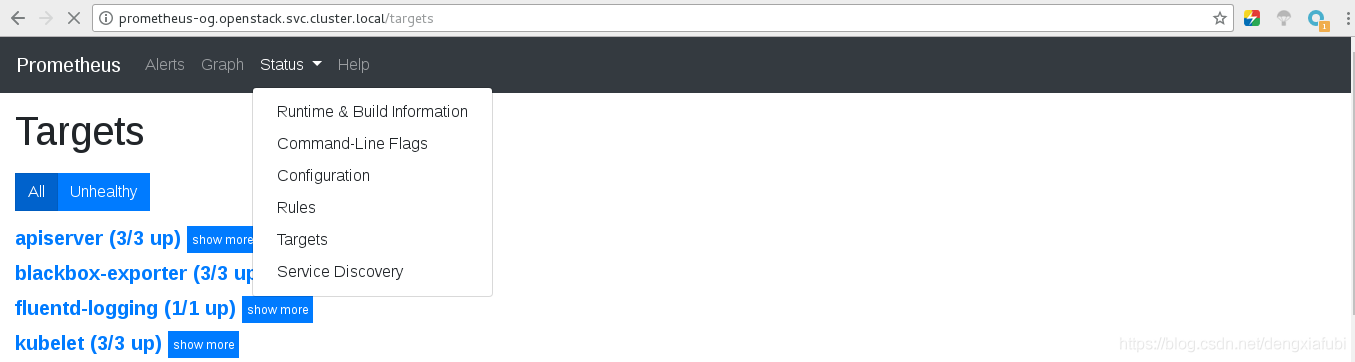 prometheus-og.openstack.svc.cluster.local/targets
1
Prometheus Alerts Graph Status Help
Runtime & Build Information
Command-Line Flags
Configuration
Rules
Targets
Service Discovery
Targets
All Unhealthy
apiserver (3/3 up) show more
blackbox-exporter (3/3 up
fluentd-logging (1/1 up) show more
kubelet (3/3 up) show more
https://blog.csdn.net/dengxiafubi